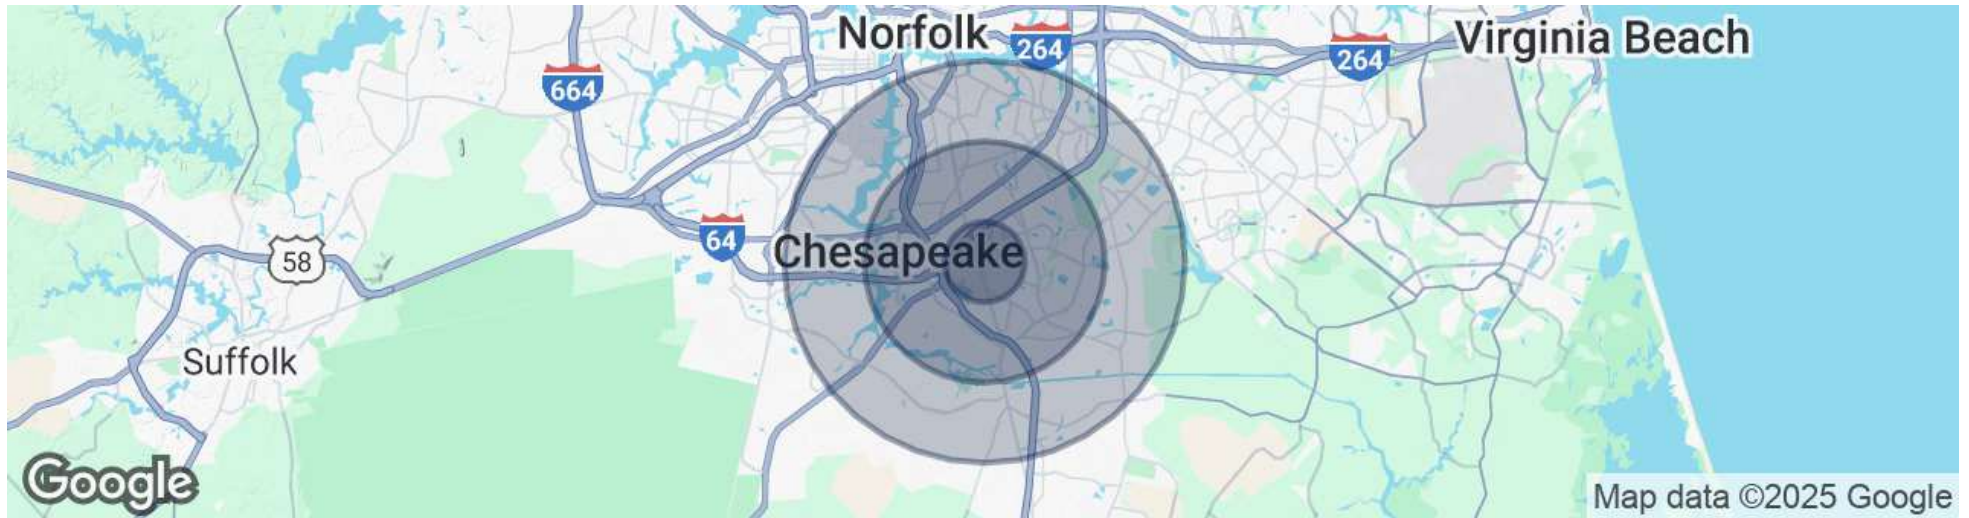 Norfolk
264
264
Virginia Beach
664
64
Chesapeake
58
Suffolk
Google
Map data ©2025 Google